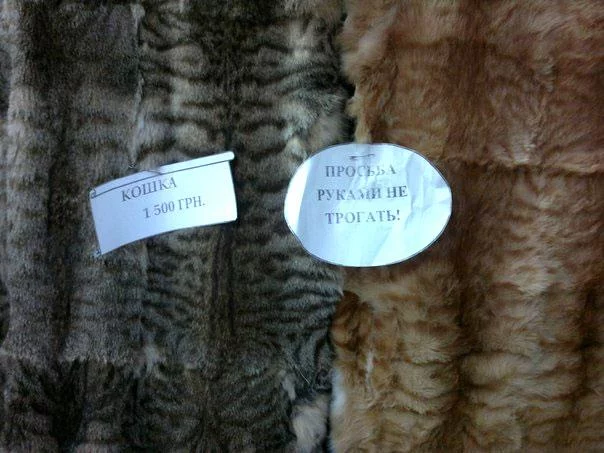 КОШКА
1 500 ГРН.
ПРОСЬБА
РУКАМИ НЕ
ТРОГАТЬ!